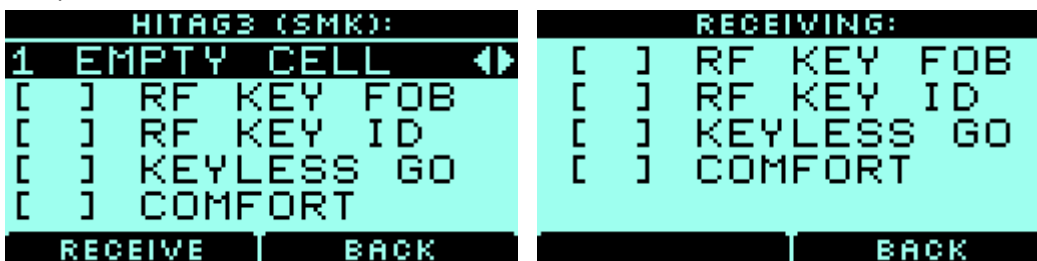 HITAG3 (SMK):
1 EMPTY CELL
[ ] RF KEY FOB
[ ] RF KEY ID
[ ] KEYLESS GO
[ ] COMFORT
RECEIVE BACK
RECEIVING:
[ ] RF KEY FOB
[ ] RF KEY ID
[ ] KEYLESS GO
[ ] COMFORT
BACK